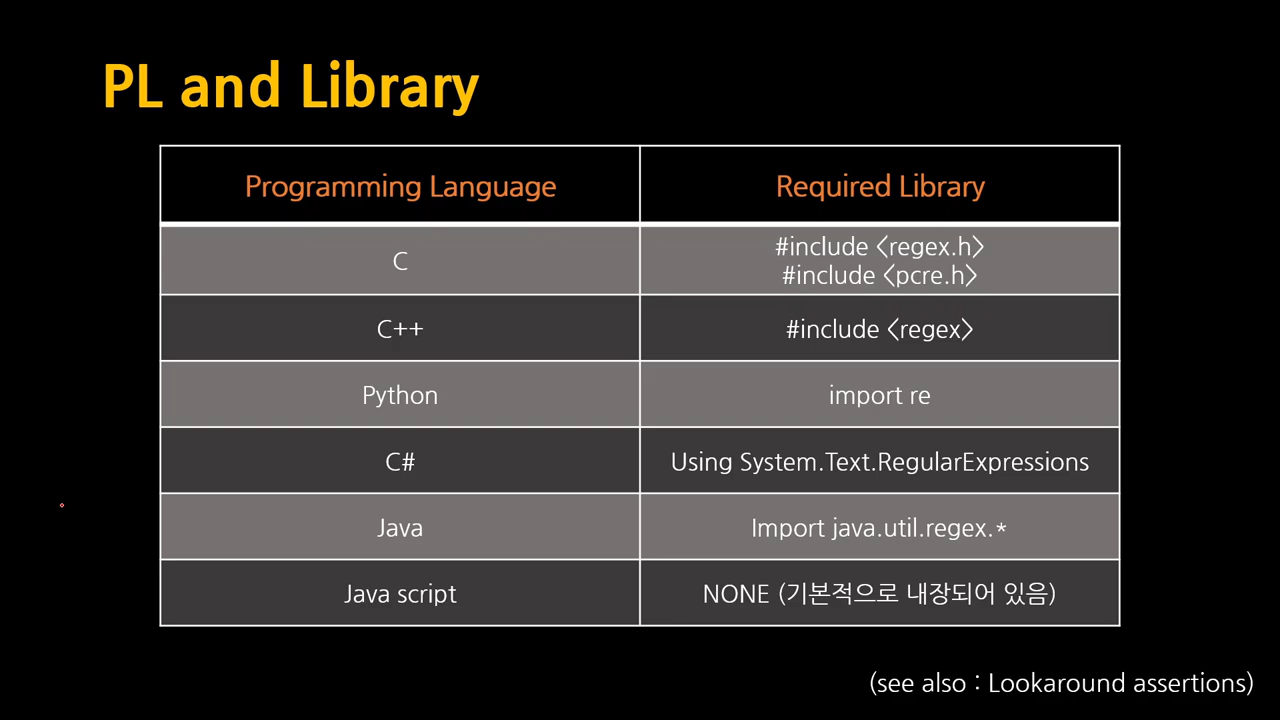 PL and Library
Programming Language
Required Library
C
#include <regex.h>
#include <pcre.h>
C++
#include <regex>
Python
import re
C#
Using System.Text.RegularExpressions
Java
Import java.util.regex.*
Java script
NONE (기본적으로 내장되어 있음)
(see also : Lookaround assertions)